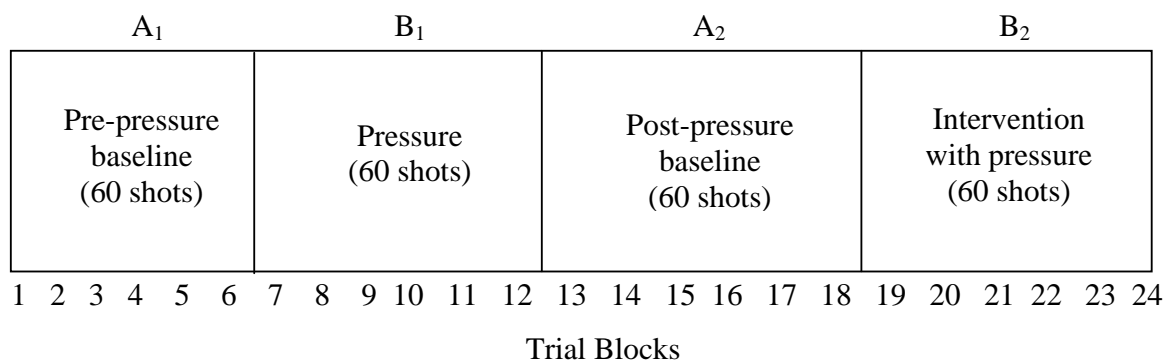 A₁ B₁ A₂ B₂
Pre-pressure
baseline
(60 shots)
Pressure
(60 shots)
Post-pressure
baseline
(60 shots)
Intervention
with pressure
(60 shots)
1 2 3 4 5 6 7 8 9 10 11 12 13 14 15 16 17 18 19 20 21 22 23 24
Trial Blocks